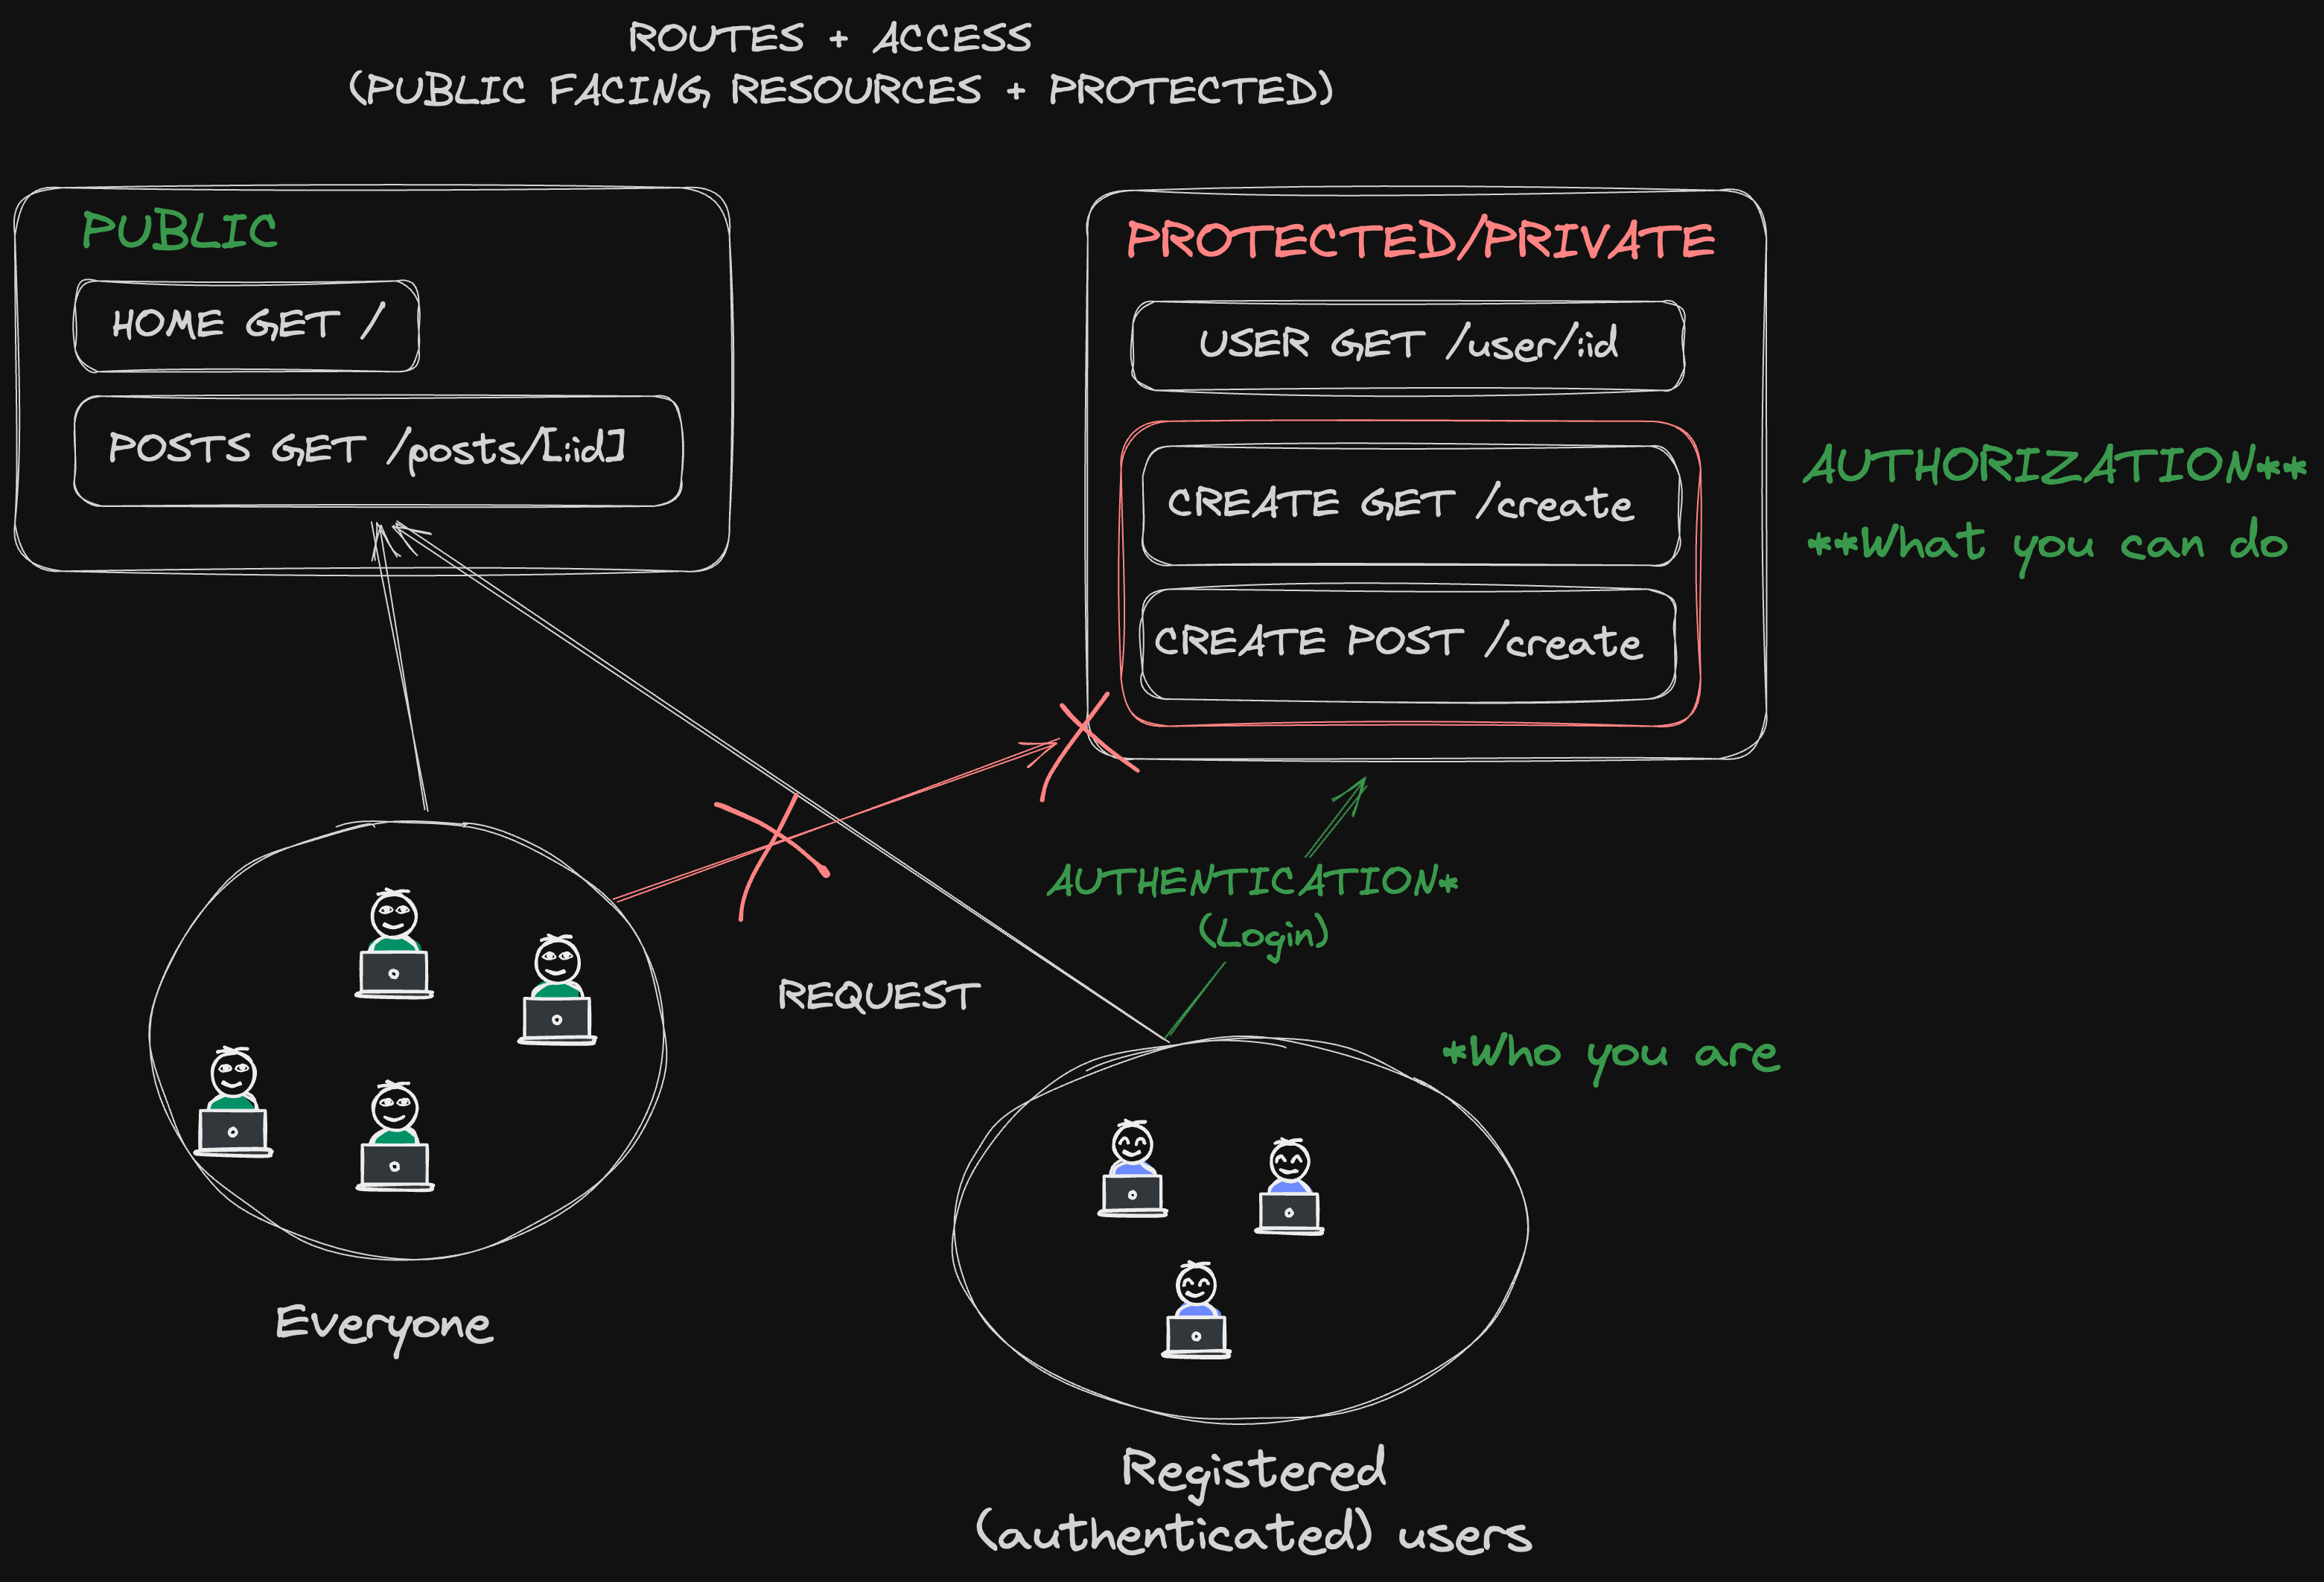 ROUTES + ACCESS
(PUBLIC FACING RESOURCES + PROTECTED)
PUBLIC
HOME GET /
POSTS GET /posts/[:id]
PROTECTED/PRIVATE
USER GET /user/:id
CREATE GET /create
CREATE POST /create
AUTHORIZATION**
**What you can do
AUTHENTICATION*
(Login)
REQUEST
*Who you are
Everyone
Registered
(authenticated) users